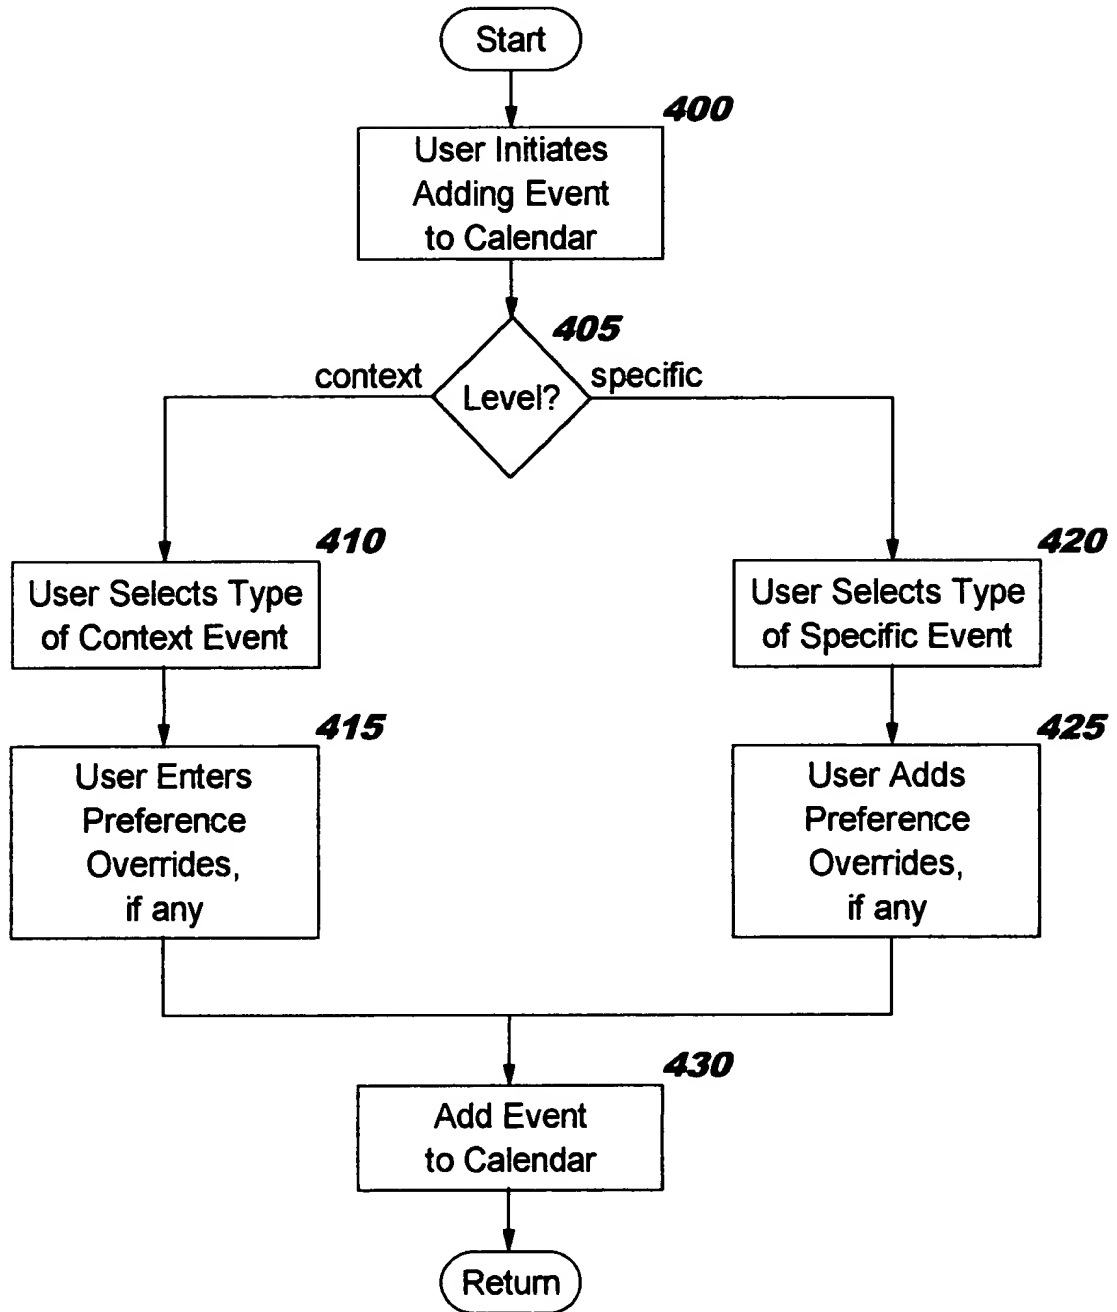 Start
400
User Initiates
Adding Event
to Calendar
405
context
Level?
specific
410
User Selects Type
of Context Event
420
User Selects Type
of Specific Event
415
User Enters
Preference
Overrides,
if any
425
User Adds
Preference
Overrides,
if any
430
Add Event
to Calendar
Return